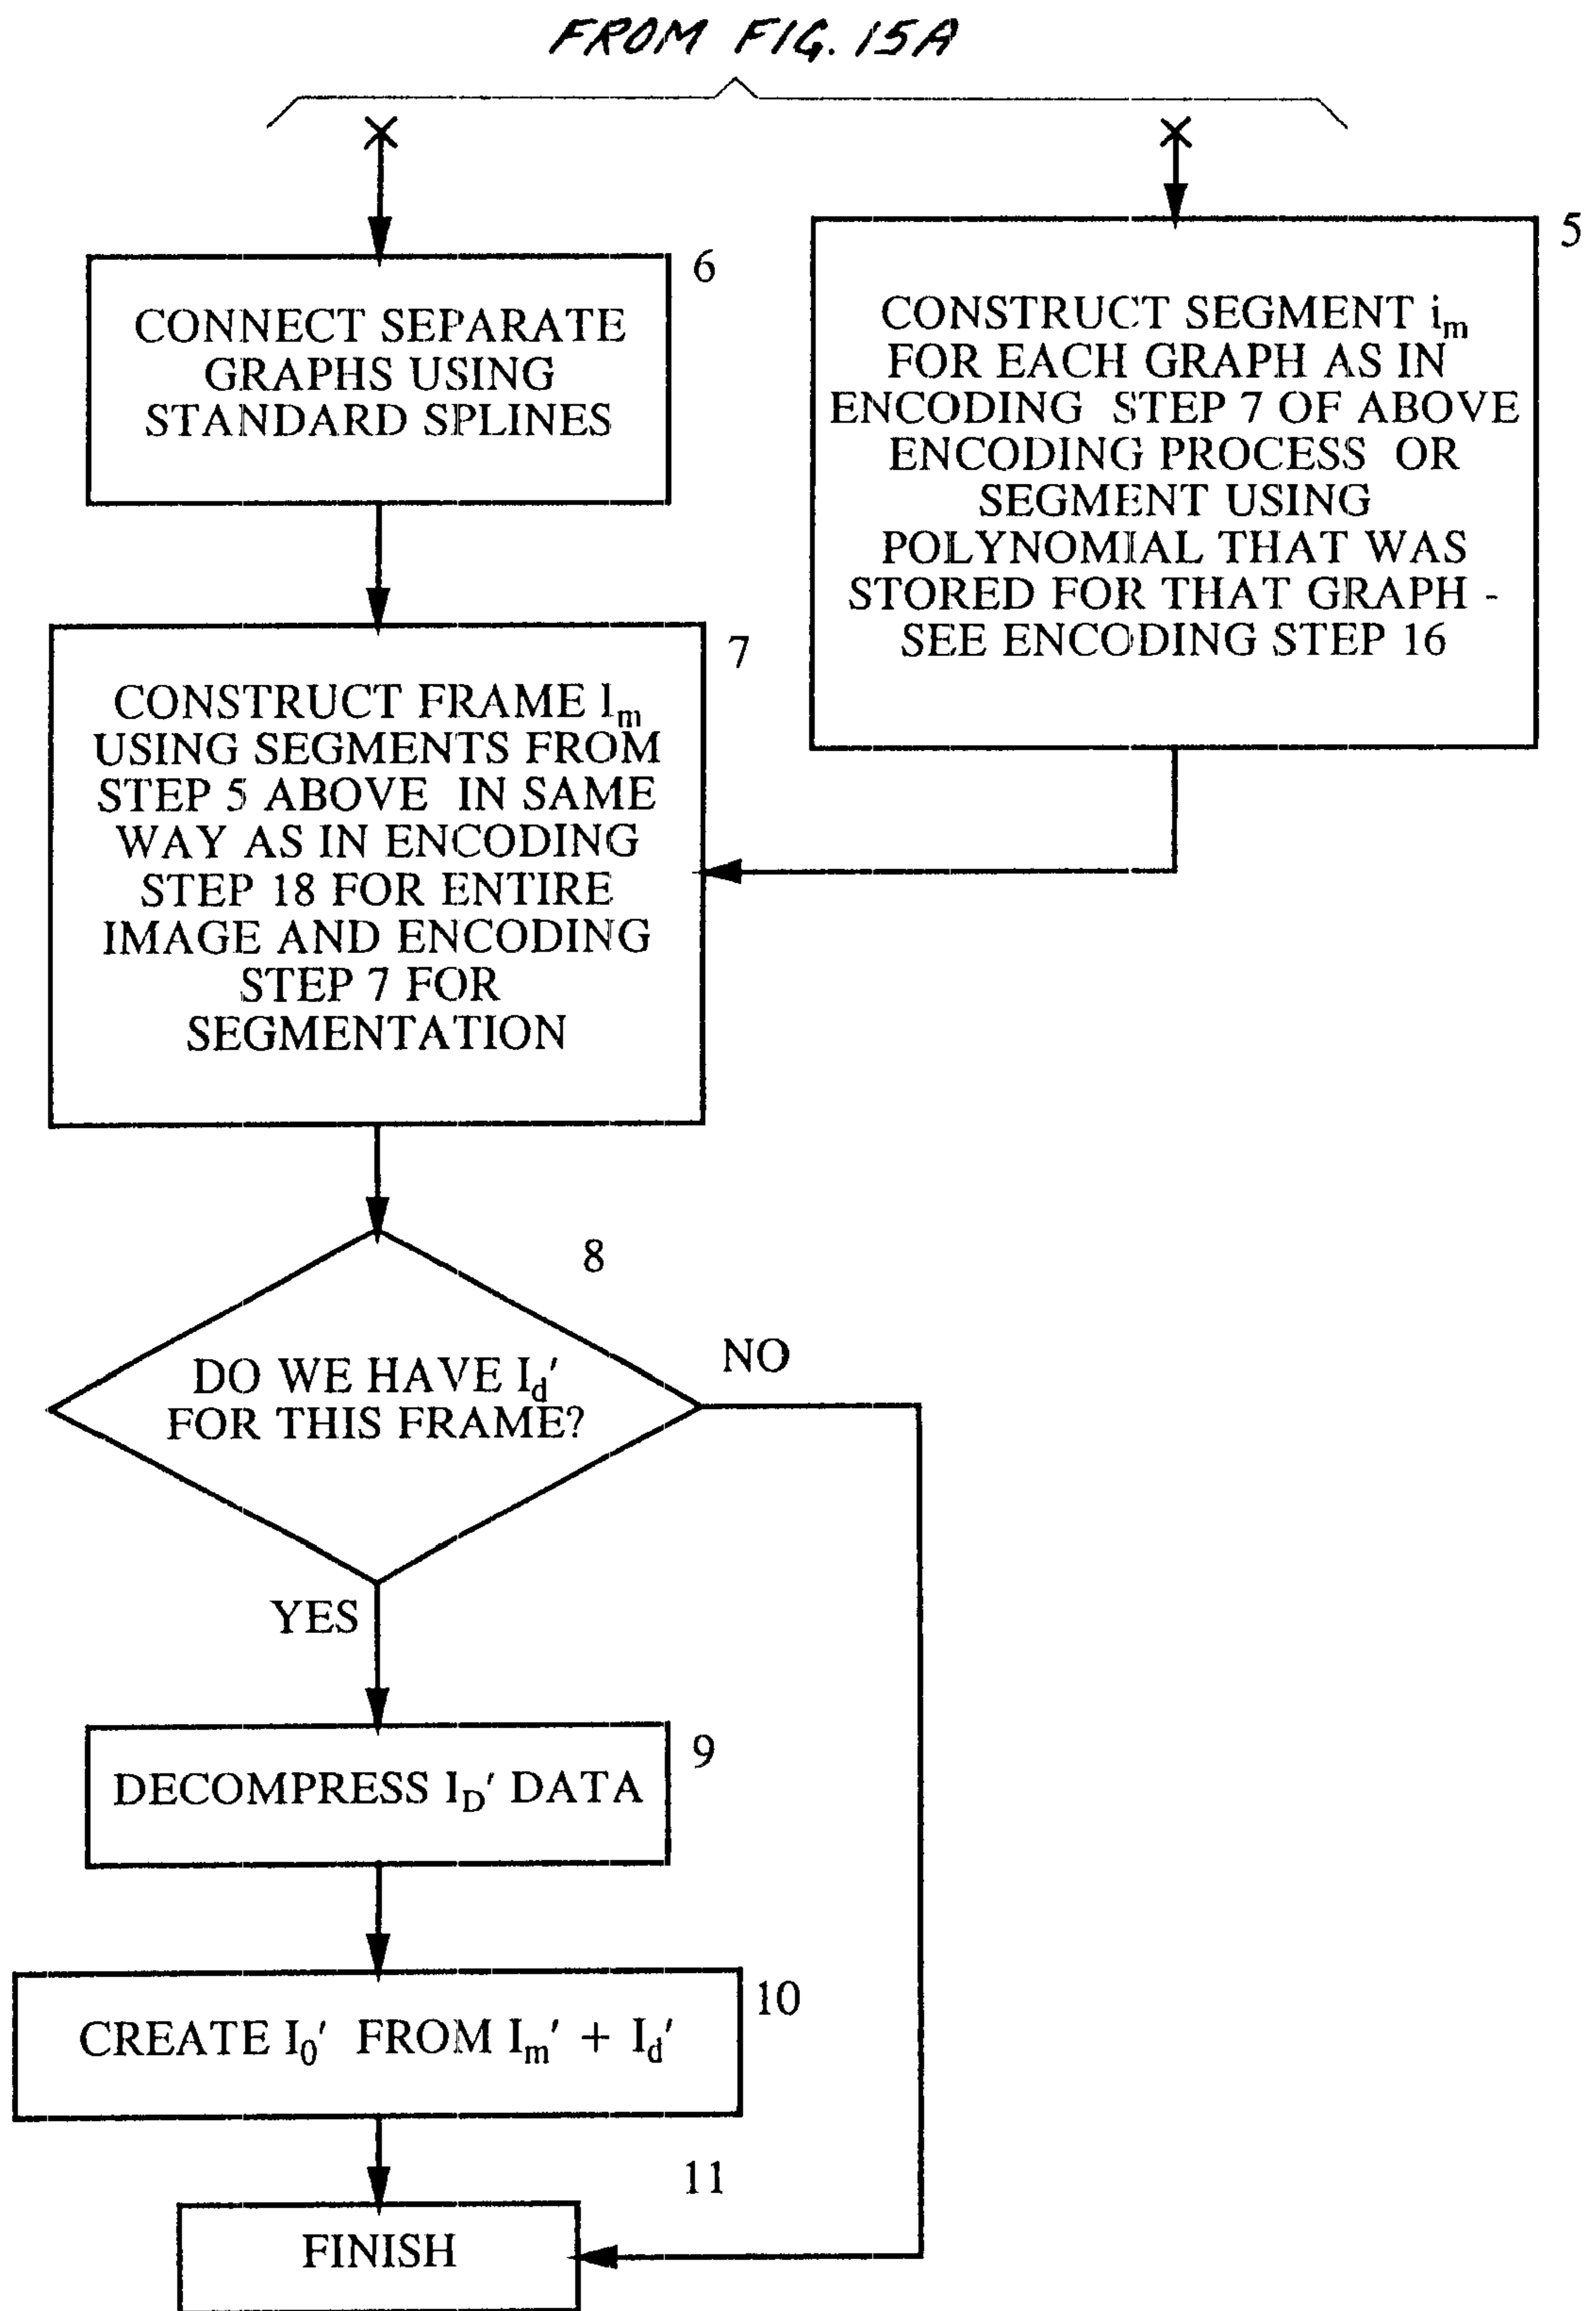 FROM FIG. 15A
6
CONNECT SEPARATE
GRAPHS USING
STANDARD SPLINES
5
CONSTRUCT SEGMENT iₘ
FOR EACH GRAPH AS IN
ENCODING STEP 7 OF ABOVE
ENCODING PROCESS OR
SEGMENT USING
POLYNOMIAL THAT WAS
STORED FOR THAT GRAPH -
SEE ENCODING STEP 16
7
CONSTRUCT FRAME Iₘ
USING SEGMENTS FROM
STEP 5 ABOVE IN SAME
WAY AS IN ENCODING
STEP 18 FOR ENTIRE
IMAGE AND ENCODING
STEP 7 FOR
SEGMENTATION
8
DO WE HAVE I_d'
FOR THIS FRAME?
NO
YES
9
DECOMPRESS I_D' DATA
10
CREATE I₀' FROM Iₘ' + I_d'
11
FINISH